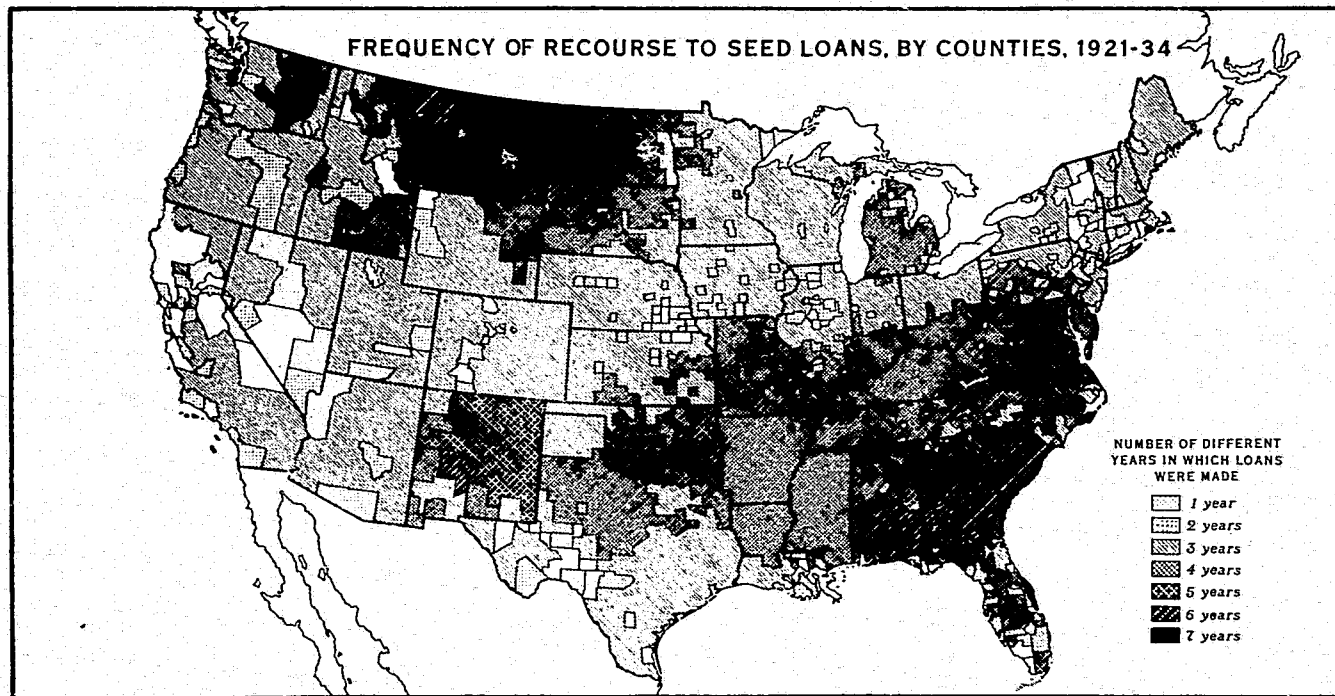 FREQUENCY OF RECOURSE TO SEED LOANS, BY COUNTIES, 1921-34
NUMBER OF DIFFERENT
YEARS IN WHICH LOANS
WERE MADE
1 year
2 years
3 years
4 years
5 years
6 years
7 years